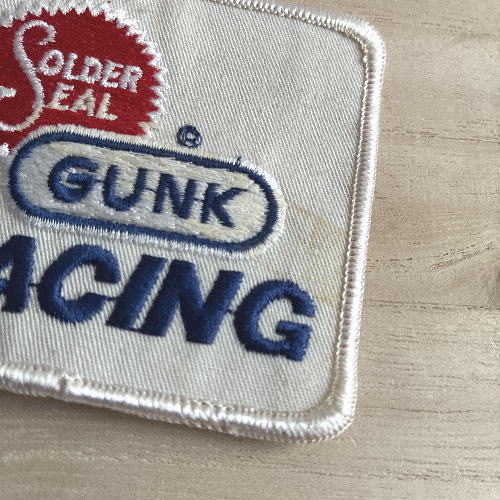 SOLDER
SEAL
®
GUNK
ACING